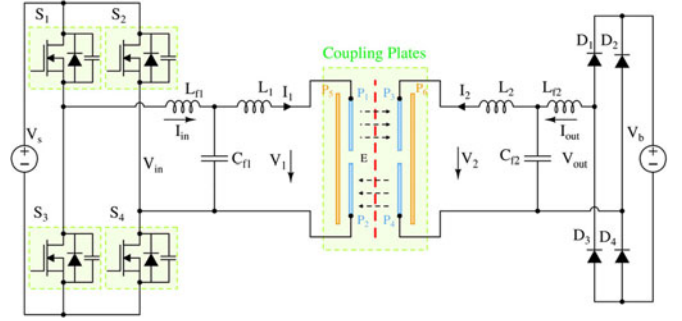 S1 S2
Coupling Plates
D1 D2
Lf1 L1 I1 P5 P1 P3 P6 I2 L2 Lf2
Iin Iout
Vs Vin Cf1 V1 E V2 Cf2 Vout Vb
S3 S4 P2 P4 D3 D4